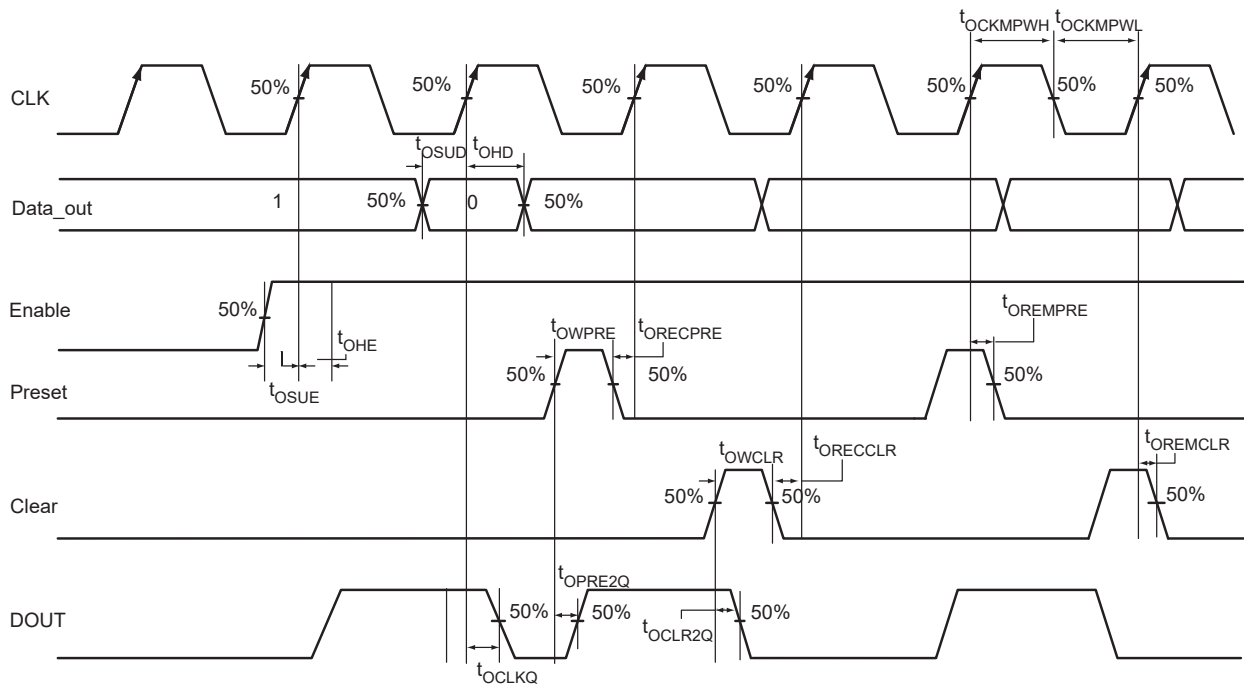 tOCKMPWH tOCKMPWL
CLK
50% 50% 50% 50% 50% 50% 50%
tOSUD tOHD
Data_out
1 50% 0 50%
Enable
50%
tOHE
tOSUE
tOWPRE tORECPRE tOREMPRE
Preset
50% 50% 50%
tOWCLR tORECCLR tOREMCLR
Clear
50% 50% 50%
tOPRE2Q
DOUT
50% 50% tOCLR2Q 50%
tOCLKQ